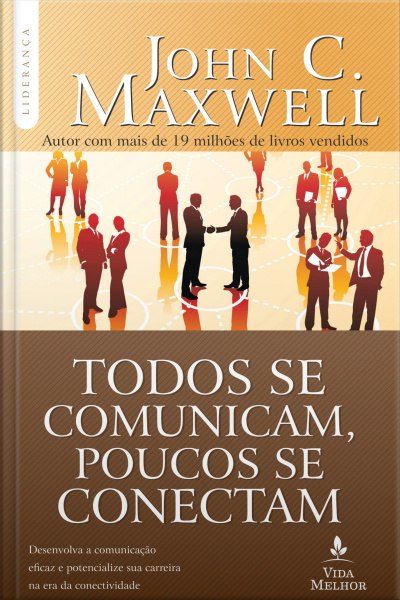 LIDERANÇA
JOHN C.
MAXWELL
Autor com mais de 19 milhões de livros vendidos
TODOS SE
COMUNICAM,
POUCOS SE
CONECTAM
Desenvolva a comunicação
eficaz e potencialize sua carreira
na era da conectividade
VIDA
MELHOR